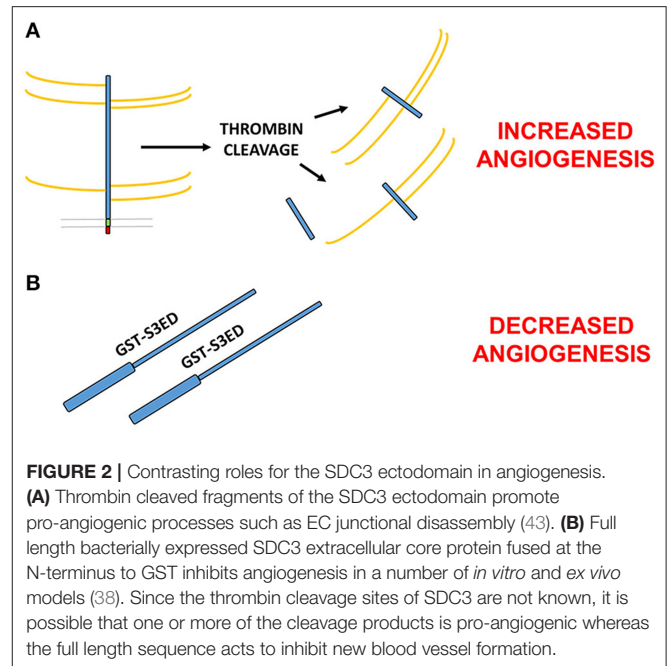 A
THROMBIN
CLEAVAGE
INCREASED
ANGIOGENESIS
B
GST-S3ED
GST-S3ED
DECREASED
ANGIOGENESIS
FIGURE 2 | Contrasting roles for the SDC3 ectodomain in angiogenesis.
(A) Thrombin cleaved fragments of the SDC3 ectodomain promote
pro-angiogenic processes such as EC junctional disassembly (43). (B) Full
length bacterially expressed SDC3 extracellular core protein fused at the
N-terminus to GST inhibits angiogenesis in a number of in vitro and ex vivo
models (38). Since the thrombin cleavage sites of SDC3 are not known, it is
possible that one or more of the cleavage products is pro-angiogenic whereas
the full length sequence acts to inhibit new blood vessel formation.